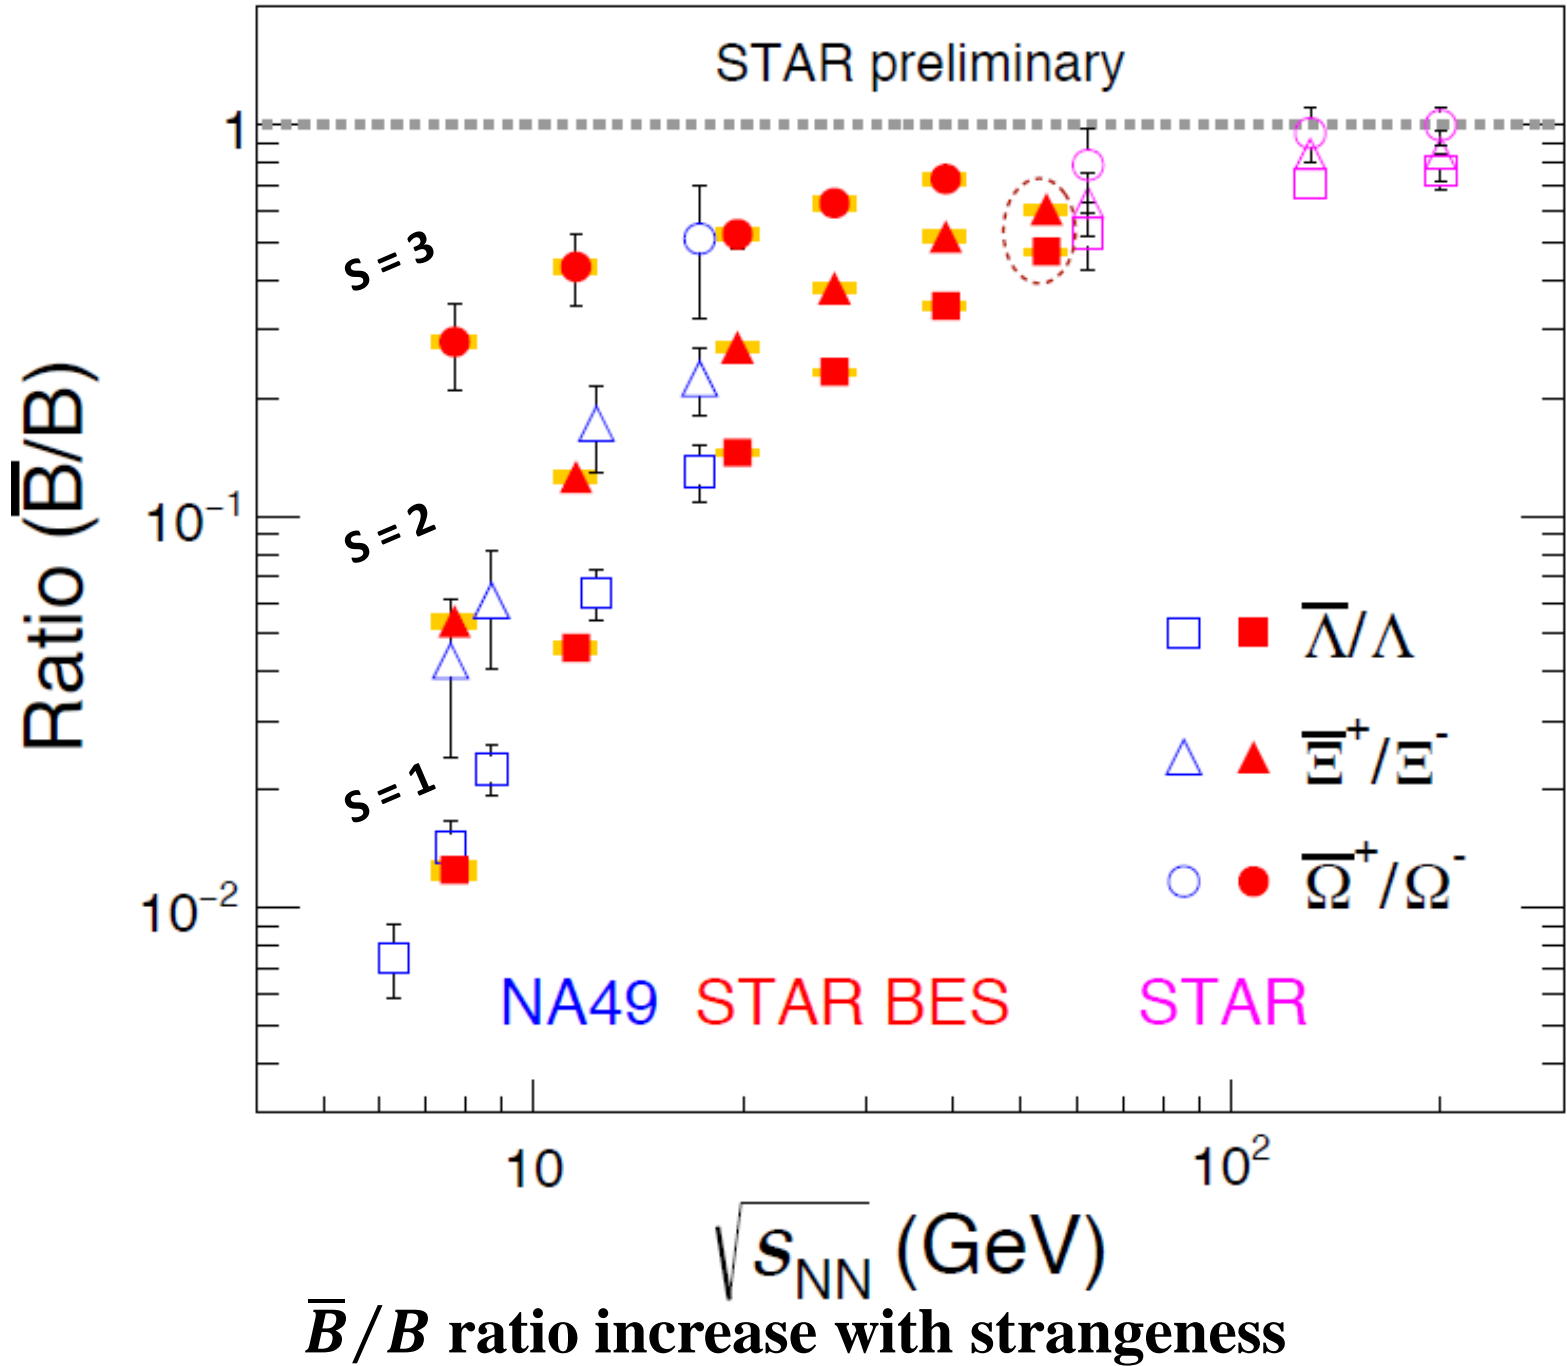 STAR preliminary
1
10⁻¹
10⁻²
Ratio (B̅/B)
S = 3
S = 2
S = 1
Λ̅/Λ
Ξ̅⁺/Ξ⁻
Ω̅⁺/Ω⁻
NA49 STAR BES STAR
10 10²
√sNN (GeV)
B̅/B ratio increase with strangeness